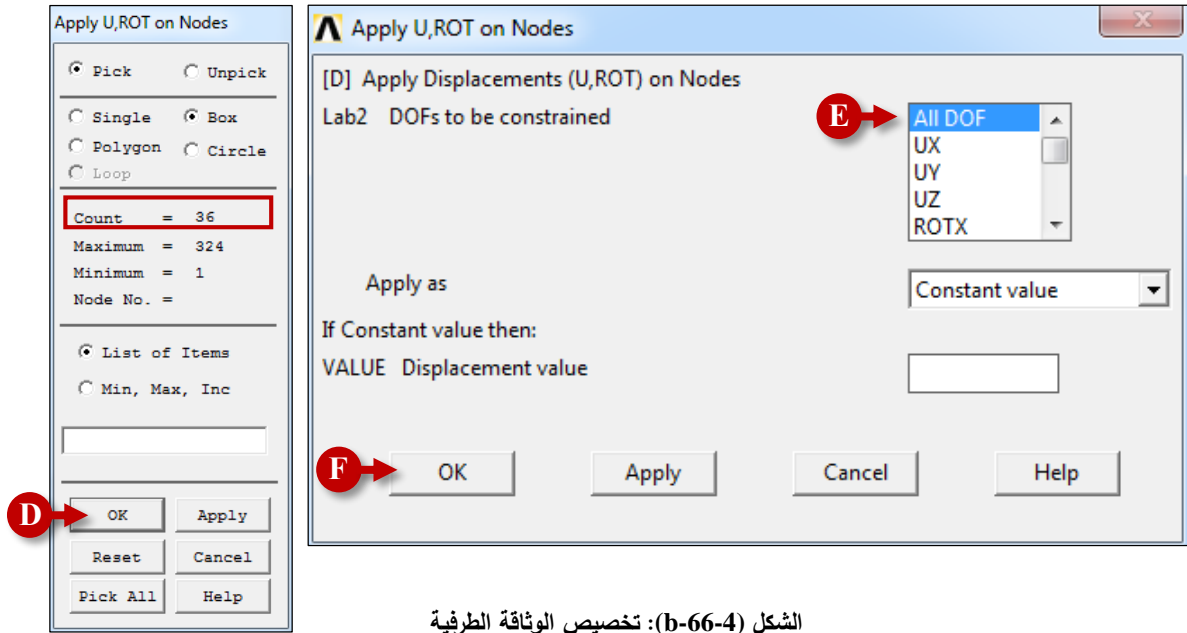 Apply U,ROT on Nodes
Pick Unpick
Single Box
Polygon Circle
Loop
Count = 36
Maximum = 324
Minimum = 1
Node No. =
List of Items
Min, Max, Inc
D
OK Apply
Reset Cancel
Pick All Help
Apply U,ROT on Nodes
[D] Apply Displacements (U,ROT) on Nodes
Lab2 DOFs to be constrained
E
All DOF
UX
UY
UZ
ROTX
Apply as Constant value
If Constant value then:
VALUE Displacement value
F
OK Apply Cancel Help
الشكل (4-66-b): تخصيص الوثاقة الطرفية